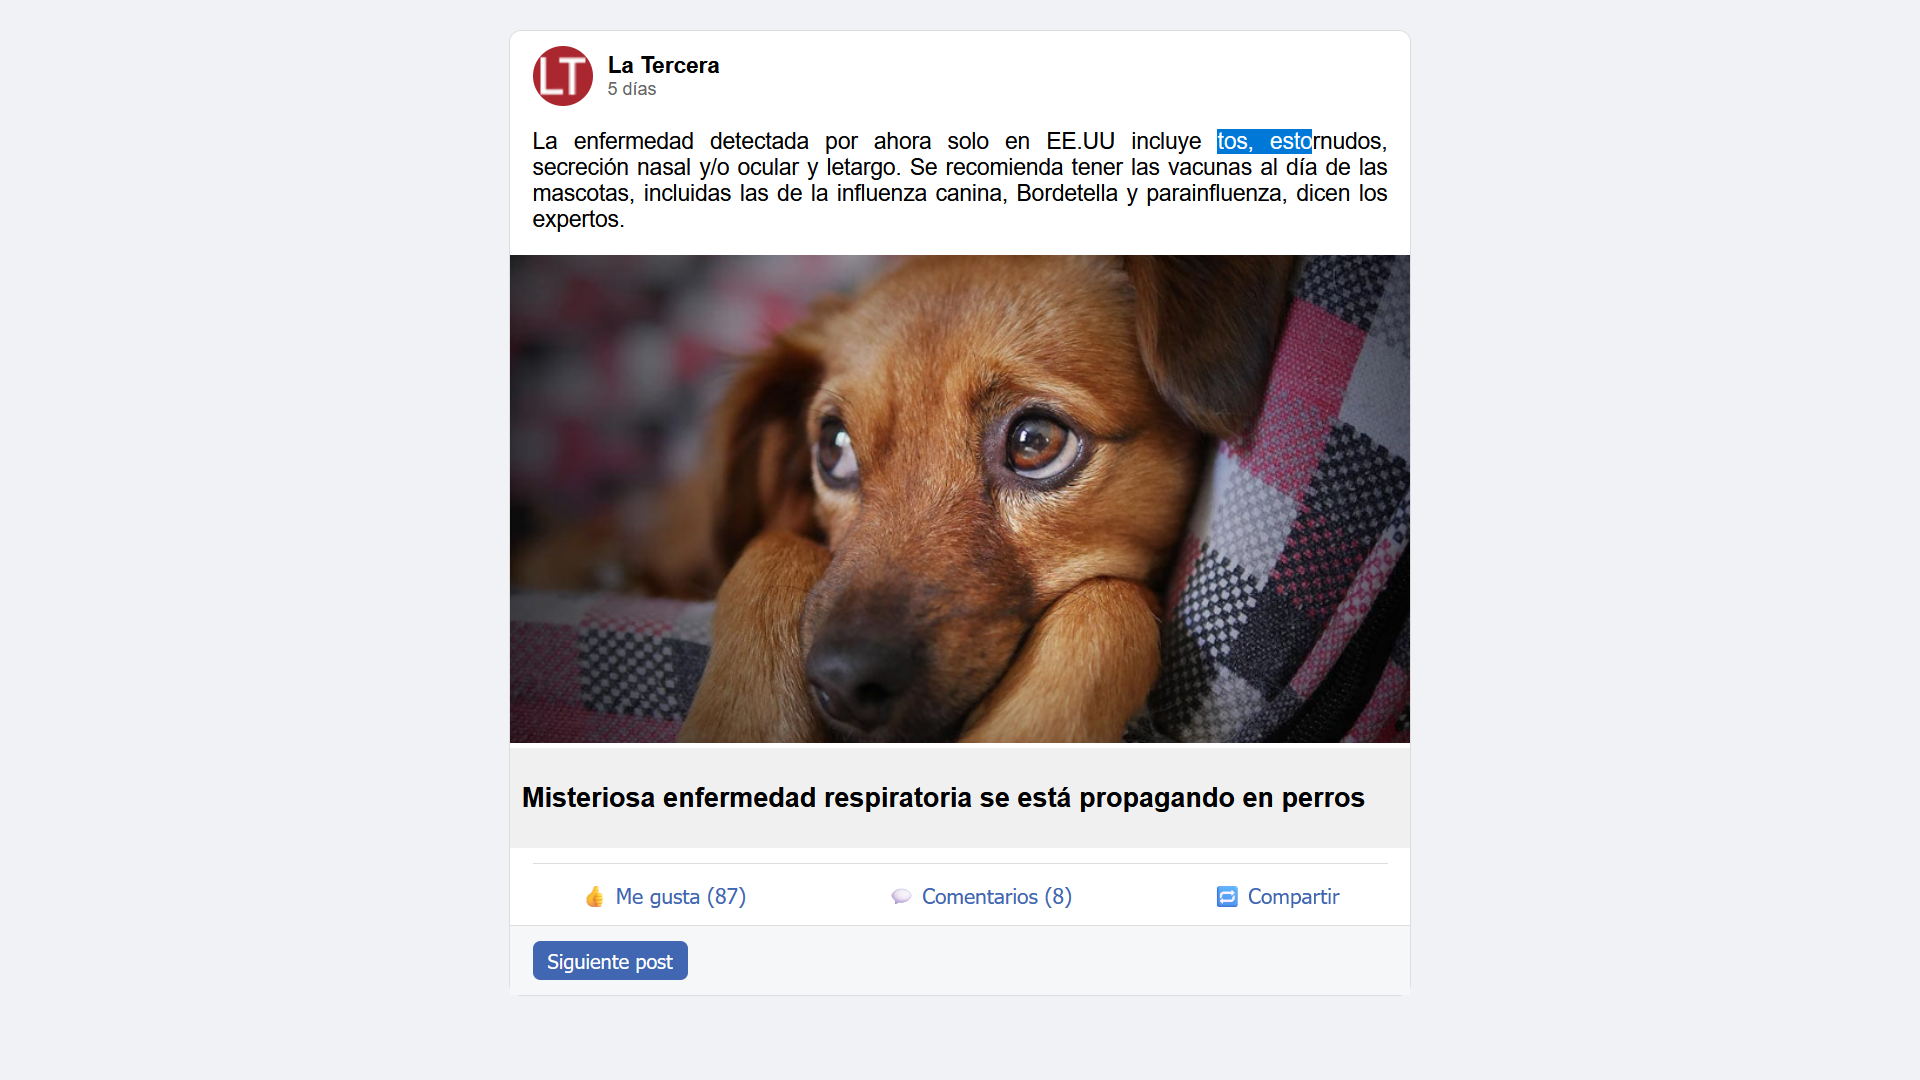 LT
La Tercera
5 días
La enfermedad detectada por ahora solo en EE.UU incluye tos, estornudos,
secreción nasal y/o ocular y letargo. Se recomienda tener las vacunas al día de las
mascotas, incluidas las de la influenza canina, Bordetella y parainfluenza, dicen los
expertos.
Misteriosa enfermedad respiratoria se está propagando en perros
👍 Me gusta (87)
💬 Comentarios (8)
🔁 Compartir
Siguiente post